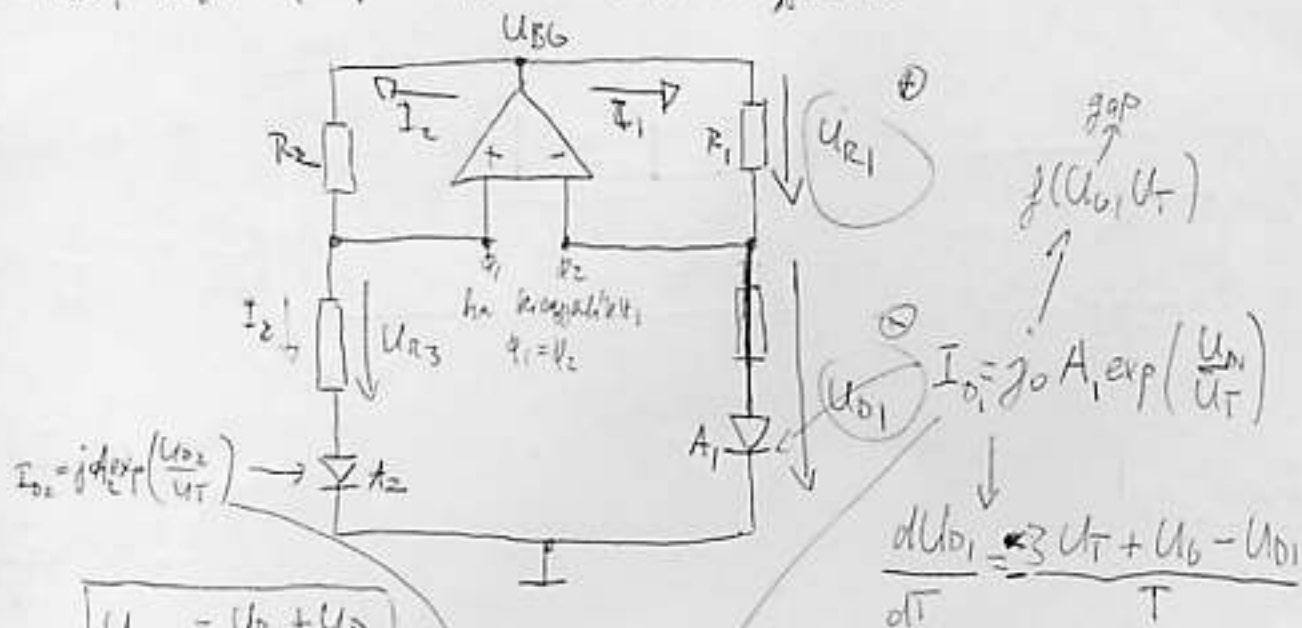 U_BG
I_2
I_1
R_2
+ -
R_1
U_R1
⊕
gap
f(U_G, U_T)
φ_1 φ_2
ha
φ_1 = φ_2
I_2
U_R3
⊖
U_D1
I_D1 = j_0 A_1 exp(U_D1/U_T)
A_1
I_D2 = j_0 A_2 exp(U_D2/U_T)
A_2
dU_D1/dT = - (3U_T + U_G - U_D1)/T